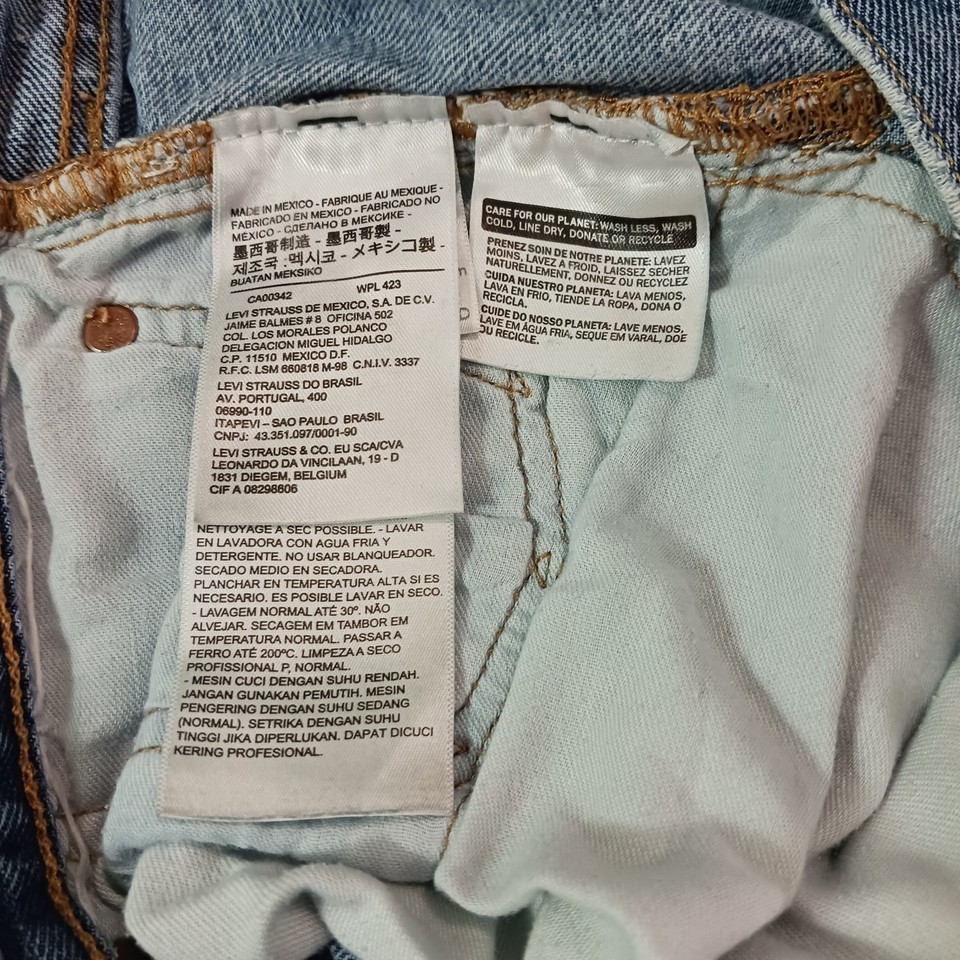 MADE IN MEXICO - FABRIQUE AU MEXIQUE -
FABRICADO EN MEXICO - FABRICADO NO
MÉXICO - СДЕЛАНО В МЕКСИКЕ -
墨西哥制造 - 墨西哥製 -
제조국 :멕시코 - メキシコ製 -
BUATAN MEKSIKO
CA00342 WPL 423
LEVI STRAUSS DE MEXICO, S.A. DE C.V.
JAIME BALMES # 8 OFICINA 502
COL. LOS MORALES POLANCO
DELEGACION MIGUEL HIDALGO
C.P. 11510 MEXICO D.F.
R.F.C. LSM 660818 M-98 C.N.I.V. 3337
LEVI STRAUSS DO BRASIL
AV. PORTUGAL, 400
06990-110
ITAPEVI – SAO PAULO BRASIL
CNPJ: 43.351.097/0001-90
LEVI STRAUSS & CO. EU SCA/CVA
LEONARDO DA VINCILAAN, 19 - D
1831 DIEGEM, BELGIUM
CIF A 08298606
NETTOYAGE A SEC POSSIBLE. - LAVAR
EN LAVADORA CON AGUA FRIA Y
DETERGENTE. NO USAR BLANQUEADOR.
SECADO MEDIO EN SECADORA.
PLANCHAR EN TEMPERATURA ALTA SI ES
NECESARIO. ES POSIBLE LAVAR EN SECO.
- LAVAGEM NORMAL ATÉ 30º. NÃO
ALVEJAR. SECAGEM EM TAMBOR EM
TEMPERATURA NORMAL. PASSAR A
FERRO ATÉ 200ºC. LIMPEZA A SECO
PROFISSIONAL P, NORMAL.
- MESIN CUCI DENGAN SUHU RENDAH.
JANGAN GUNAKAN PEMUTIH. MESIN
PENGERING DENGAN SUHU SEDANG
(NORMAL). SETRIKA DENGAN SUHU
TINGGI JIKA DIPERLUKAN. DAPAT DICUCI
KERING PROFESIONAL.
CARE FOR OUR PLANET: WASH LESS, WASH
COLD, LINE DRY, DONATE OR RECYCLE
PRENEZ SOIN DE NOTRE PLANETE: LAVEZ
MOINS, LAVEZ A FROID, LAISSEZ SECHER
NATURELLEMENT, DONNEZ OU RECYCLEZ
CUIDA NUESTRO PLANETA: LAVA MENOS,
LAVA EN FRIO, TIENDE LA ROPA, DONA O
RECICLA.
CUIDE DO NOSSO PLANETA: LAVE MENOS,
LAVE EM ÁGUA FRIA, SEQUE EM VARAL, DOE
OU RECICLE.